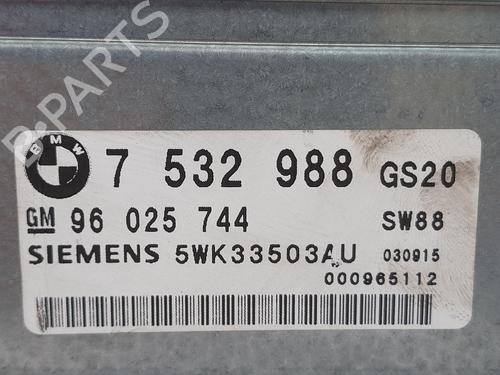 B-PARTS
BMW 7 532 988 GS20
GM 96 025 744 SW88
SIEMENS 5WK33503AU 030915
000965112